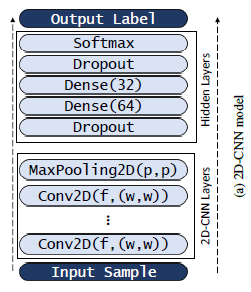 Output Label
Softmax
Dropout
Dense(32)
Dense(64)
Dropout
Hidden Layers
MaxPooling2D(p,p)
Conv2D(f,(w,w))
⋮
Conv2D(f,(w,w))
2D-CNN Layers
Input Sample
(a) 2D-CNN model